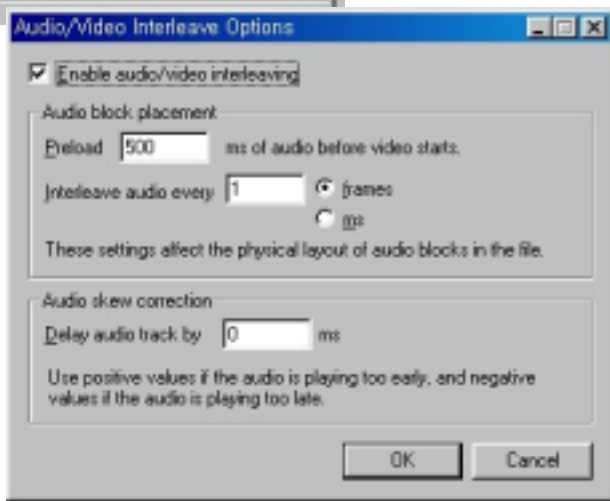 Audio/Video Interleave Options
Enable audio/video interleaving
Audio block placement
Preload 500 ms of audio before video starts.
Interleave audio every 1 frames
ms
These settings affect the physical layout of audio blocks in the file.
Audio skew correction
Delay audio track by 0 ms
Use positive values if the audio is playing too early, and negative
values if the audio is playing too late.
OK Cancel